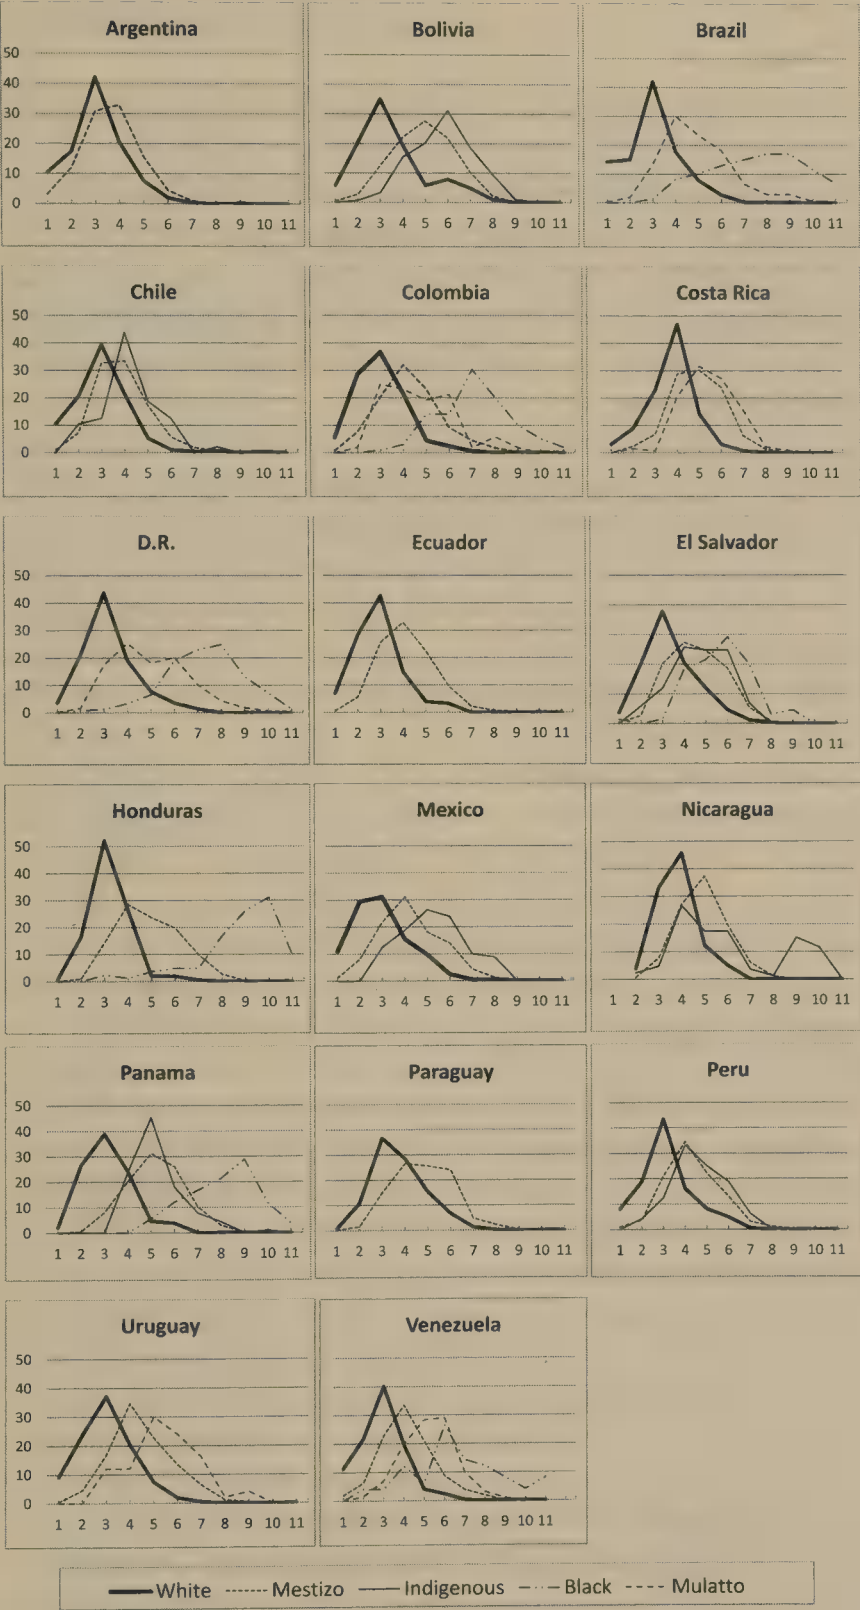 Argentina
Bolivia
Brazil
50
40
30
20
10
0
1 2 3 4 5 6 7 8 9 10 11
1 2 3 4 5 6 7 8 9 10 11
1 2 3 4 5 6 7 8 9 10 11
Chile
Colombia
Costa Rica
50
40
30
20
10
0
1 2 3 4 5 6 7 8 9 10 11
1 2 3 4 5 6 7 8 9 10 11
1 2 3 4 5 6 7 8 9 10 11
D.R.
Ecuador
El Salvador
50
40
30
20
10
0
1 2 3 4 5 6 7 8 9 10 11
1 2 3 4 5 6 7 8 9 10 11
1 2 3 4 5 6 7 8 9 10 11
Honduras
Mexico
Nicaragua
50
40
30
20
10
0
1 2 3 4 5 6 7 8 9 10 11
1 2 3 4 5 6 7 8 9 10 11
1 2 3 4 5 6 7 8 9 10 11
Panama
Paraguay
Peru
50
40
30
20
10
0
1 2 3 4 5 6 7 8 9 10 11
1 2 3 4 5 6 7 8 9 10 11
1 2 3 4 5 6 7 8 9 10 11
Uruguay
Venezuela
50
40
30
20
10
0
1 2 3 4 5 6 7 8 9 10 11
1 2 3 4 5 6 7 8 9 10 11
White Mestizo Indigenous Black Mulatto